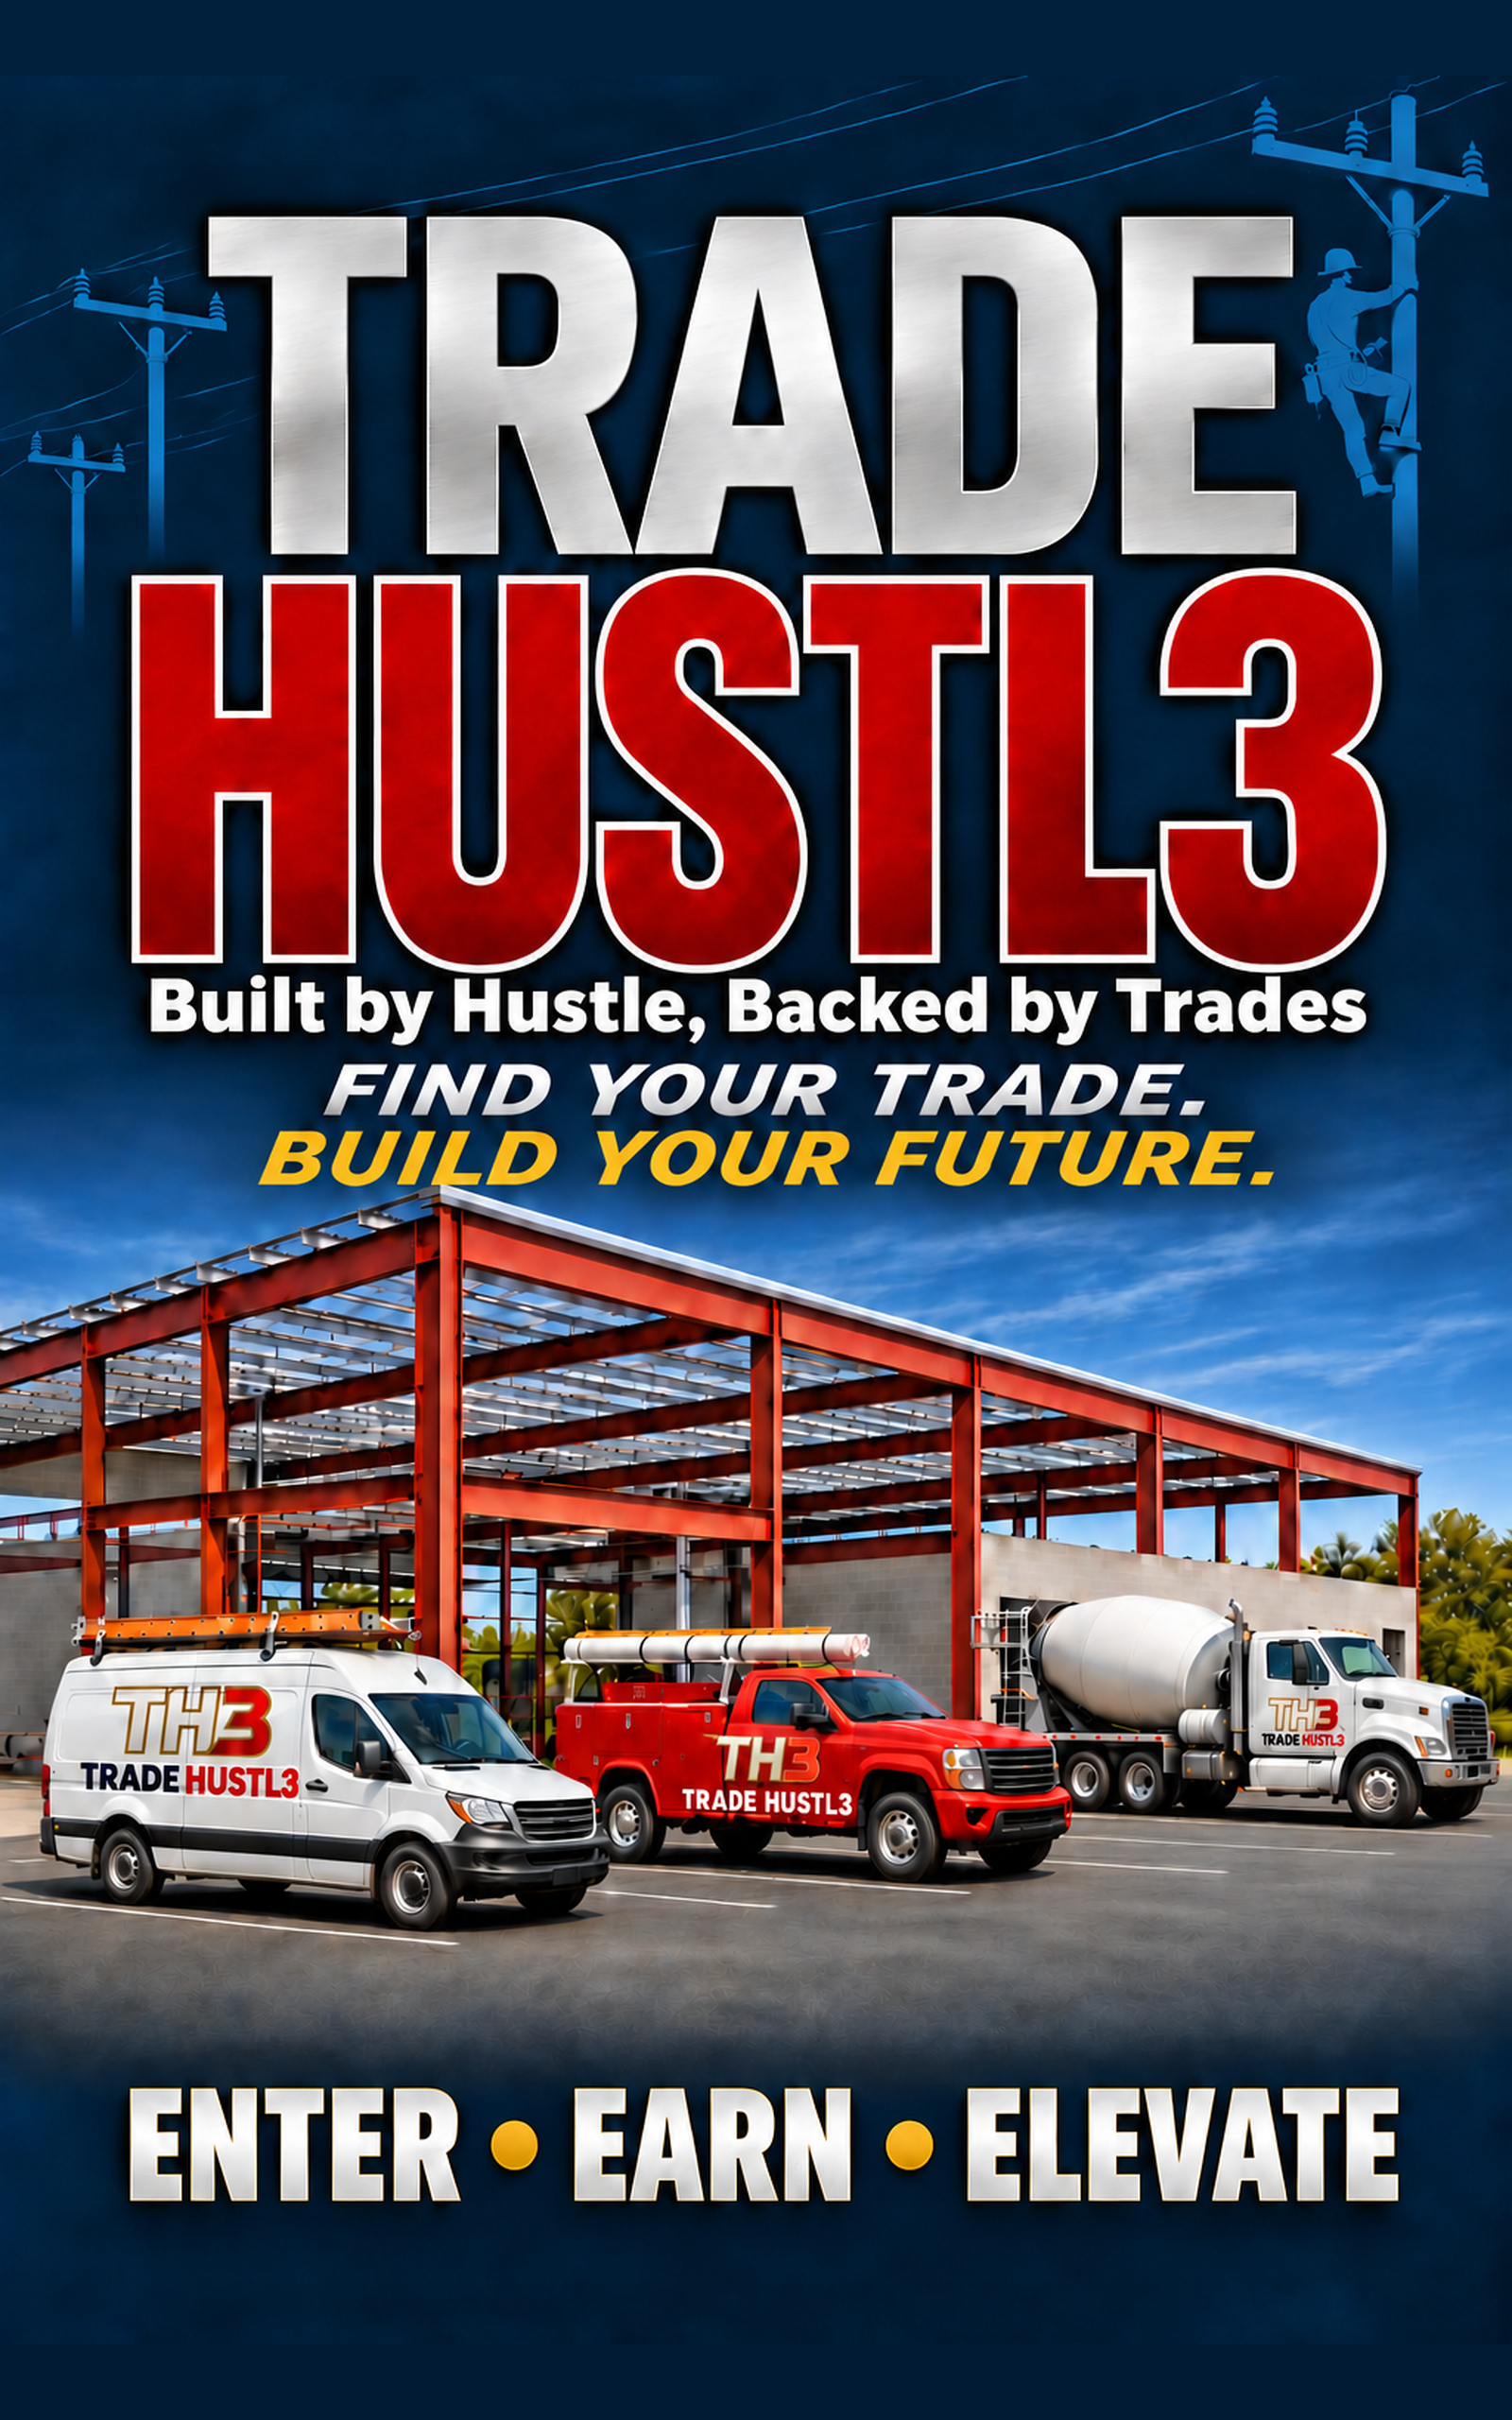 TRADE
HUSTL3
Built by Hustle, Backed by Trades
FIND YOUR TRADE.
BUILD YOUR FUTURE.
TH3
TRADE HUSTL3
TH3
TRADE HUSTL3
TH3
TRADE HUSTL3
ENTER • EARN • ELEVATE